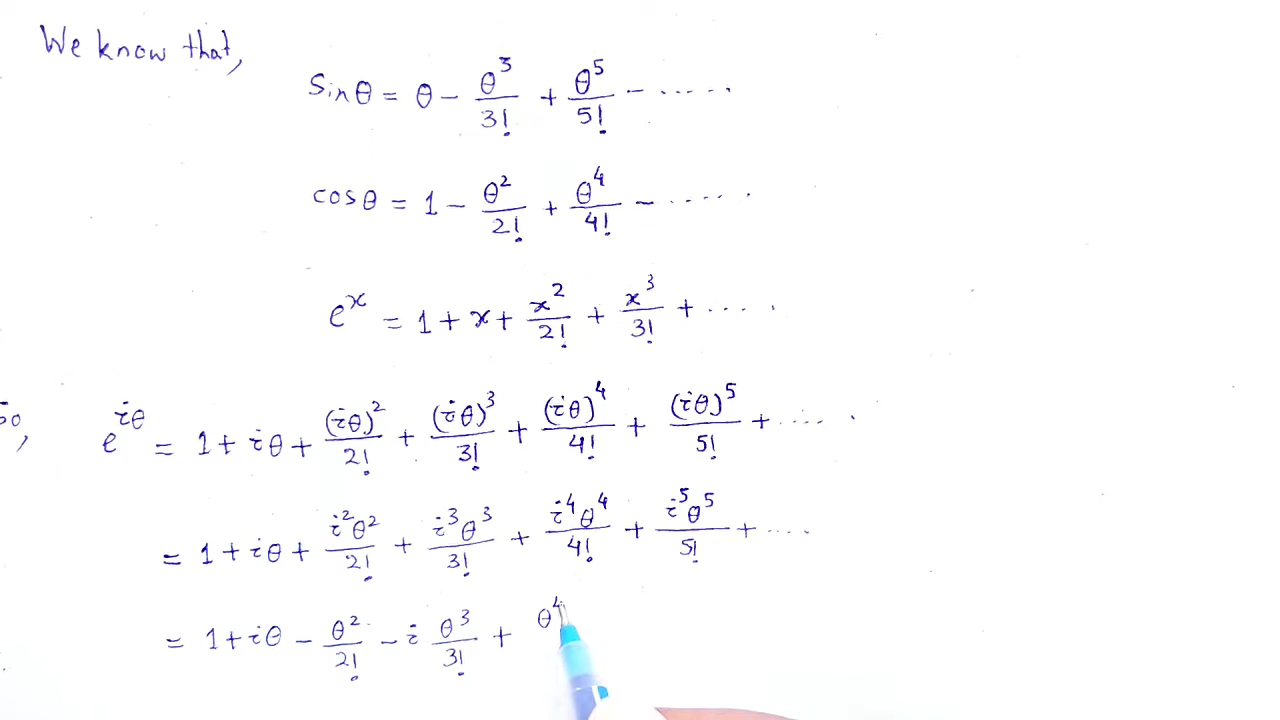 We know that,
sinθ = θ - θ³/3! + θ⁵/5! - ......
cosθ = 1 - θ²/2! + θ⁴/4! - ......
eˣ = 1 + x + x²/2! + x³/3! + ....
So, e^(iθ) = 1 + iθ + (iθ)²/2! + (iθ)³/3! + (iθ)⁴/4! + (iθ)⁵/5! + .....
= 1 + iθ + i²θ²/2! + i³θ³/3! + i⁴θ⁴/4! + i⁵θ⁵/5! + ....
= 1 + iθ - θ²/2! - i θ³/3! + θ⁴